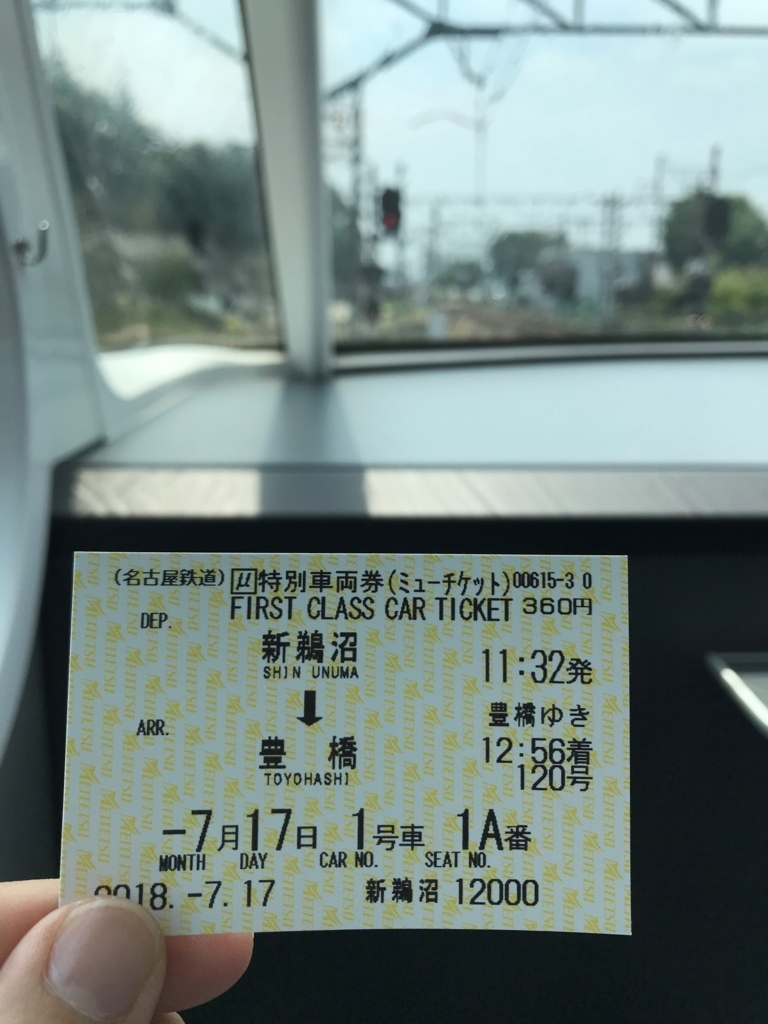 (名古屋鉄道) μ特別車両券(ミューチケット) 00615-30
FIRST CLASS CAR TICKET 360円
DEP.
新鵜沼 11:32発
SHIN UNUMA
豊橋ゆき
ARR.
豊橋 12:56着
TOYOHASHI 120号
-7月17日 1号車 1A番
MONTH DAY CAR NO. SEAT NO.
2018.-7.17 新鵜沼 12000